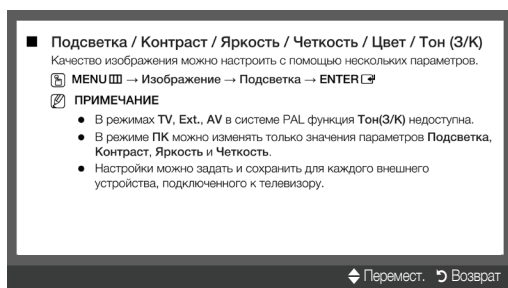 ■ Подсветка / Контраст / Яркость / Четкость / Цвет / Тон (З/К)
Качество изображения можно настроить с помощью нескольких параметров.
MENU → Изображение → Подсветка → ENTER
ПРИМЕЧАНИЕ
● В режимах TV, Ext., AV в системе PAL функция Тон(З/К) недоступна.
● В режиме ПК можно изменять только значения параметров Подсветка,
Контраст, Яркость и Четкость.
● Настройки можно задать и сохранить для каждого внешнего
устройства, подключенного к телевизору.
Перемест. Возврат